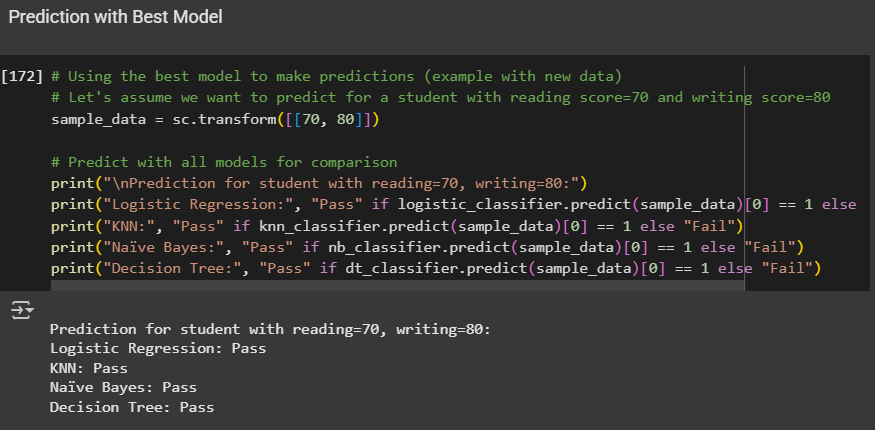 Prediction with Best Model
[172] # Using the best model to make predictions (example with new data)
# Let's assume we want to predict for a student with reading score=70 and writing score=80
sample_data = sc.transform([[70, 80]])
# Predict with all models for comparison
print("\nPrediction for student with reading=70, writing=80:")
print("Logistic Regression:", "Pass" if logistic_classifier.predict(sample_data)[0] == 1 else
print("KNN:", "Pass" if knn_classifier.predict(sample_data)[0] == 1 else "Fail")
print("Naïve Bayes:", "Pass" if nb_classifier.predict(sample_data)[0] == 1 else "Fail")
print("Decision Tree:", "Pass" if dt_classifier.predict(sample_data)[0] == 1 else "Fail")
Prediction for student with reading=70, writing=80:
Logistic Regression: Pass
KNN: Pass
Naïve Bayes: Pass
Decision Tree: Pass